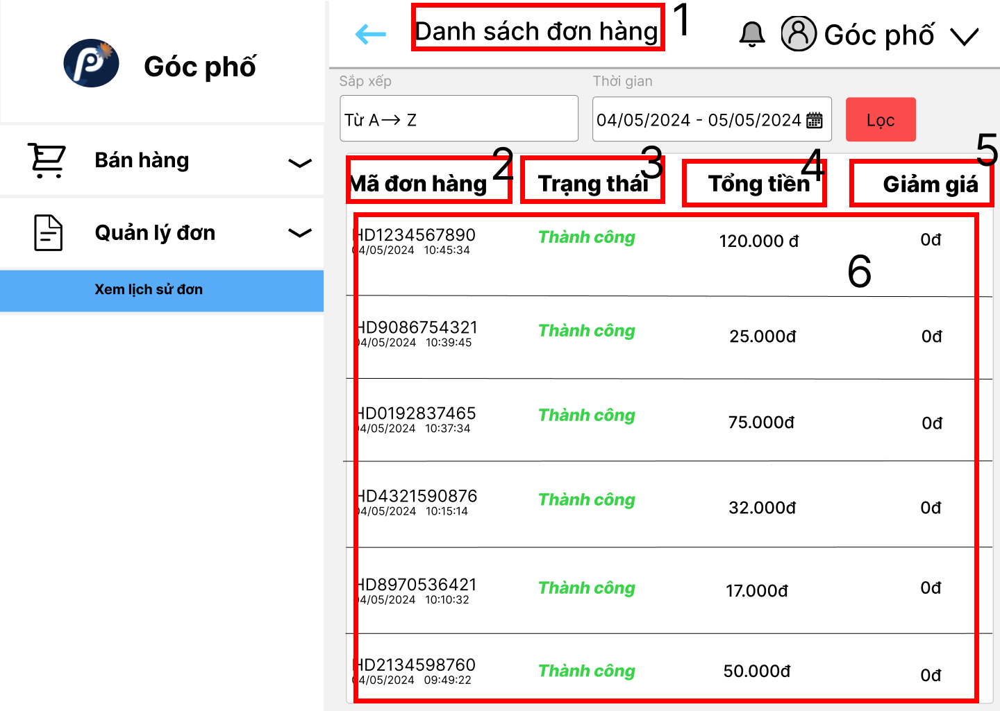 Góc phố
Bán hàng
Quản lý đơn
Xem lịch sử đơn
Danh sách đơn hàng 1
Góc phố
Sắp xếp
Thời gian
Từ A→ Z
04/05/2024 - 05/05/2024
Lọc
Mã đơn hàng 2
Trạng thái 3
Tổng tiền 4
Giảm giá 5
6
HD1234567890 Thành công 120.000 đ 0đ
04/05/2024 10:45:34
HD9086754321 Thành công 25.000đ 0đ
04/05/2024 10:39:45
HD0192837465 Thành công 75.000đ 0đ
04/05/2024 10:37:34
HD4321590876 Thành công 32.000đ 0đ
04/05/2024 10:15:14
HD8970536421 Thành công 17.000đ 0đ
04/05/2024 10:10:32
HD2134598760 Thành công 50.000đ 0đ
04/05/2024 09:49:22